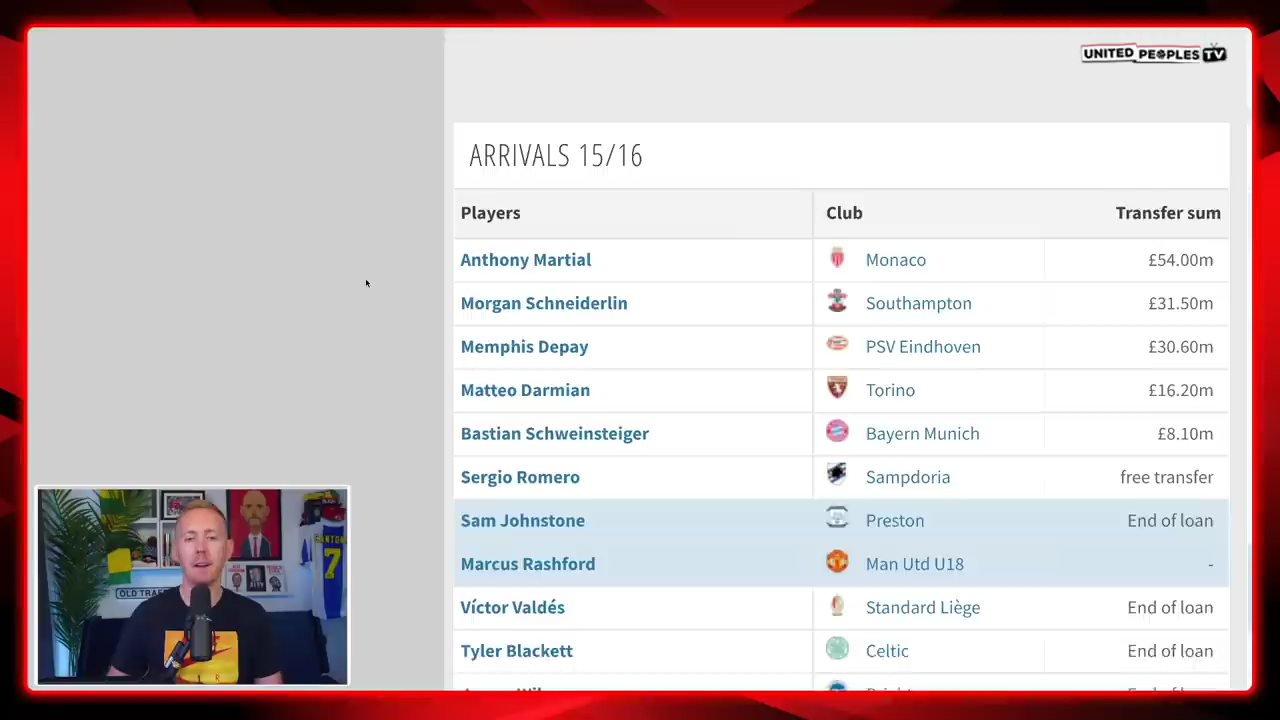 UNITED PEOPLES TV
ARRIVALS 15/16
Players Club Transfer sum
Anthony Martial Monaco £54.00m
Morgan Schneiderlin Southampton £31.50m
Memphis Depay PSV Eindhoven £30.60m
Matteo Darmian Torino £16.20m
Bastian Schweinsteiger Bayern Munich £8.10m
Sergio Romero Sampdoria free transfer
Sam Johnstone Preston End of loan
Marcus Rashford Man Utd U18 -
Víctor Valdés Standard Liège End of loan
Tyler Blackett Celtic End of loan
7